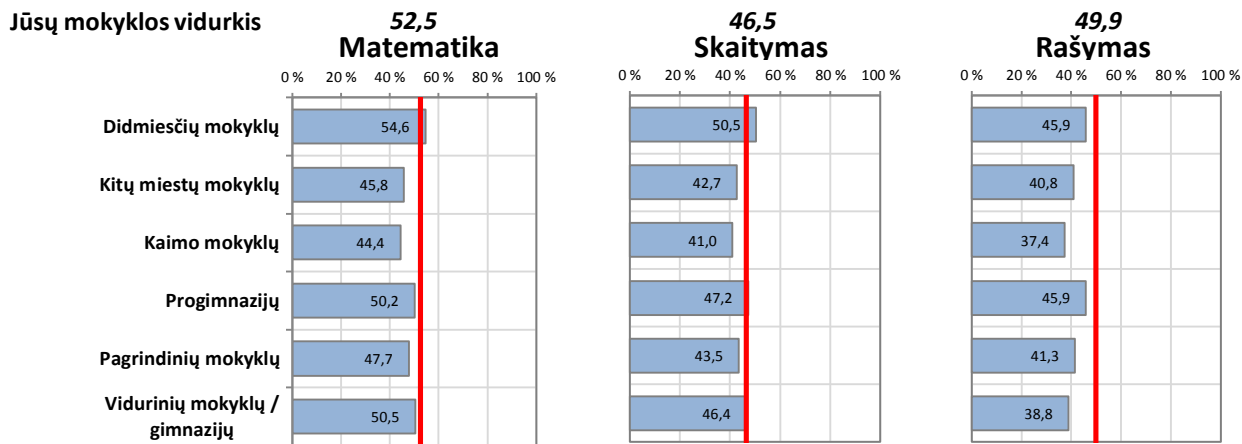 Jūsų mokyklos vidurkis 52,5 46,5 49,9
Matematika Skaitymas Rašymas
0 % 20 % 40 % 60 % 80 % 100 % 0 % 20 % 40 % 60 % 80 % 100 % 0 % 20 % 40 % 60 % 80 % 100 %
Didmiesčių mokyklų 54,6 50,5 45,9
Kitų miestų mokyklų 45,8 42,7 40,8
Kaimo mokyklų 44,4 41,0 37,4
Progimnazijų 50,2 47,2 45,9
Pagrindinių mokyklų 47,7 43,5 41,3
Vidurinių mokyklų /
gimnazijų 50,5 46,4 38,8